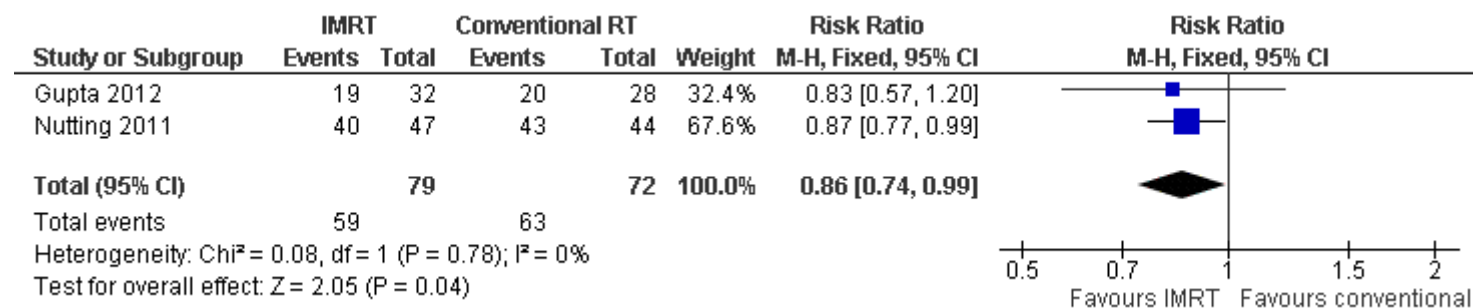 IMRT Conventional RT Risk Ratio Risk Ratio
Study or Subgroup Events Total Events Total Weight M-H, Fixed, 95% CI M-H, Fixed, 95% CI
Gupta 2012 19 32 20 28 32.4% 0.83 [0.57, 1.20]
Nutting 2011 40 47 43 44 67.6% 0.87 [0.77, 0.99]
Total (95% CI) 79 72 100.0% 0.86 [0.74, 0.99]
Total events 59 63
Heterogeneity: Chi² = 0.08, df = 1 (P = 0.78); I² = 0%
Test for overall effect: Z = 2.05 (P = 0.04)
0.5 0.7 1 1.5 2
Favours IMRT Favours conventional